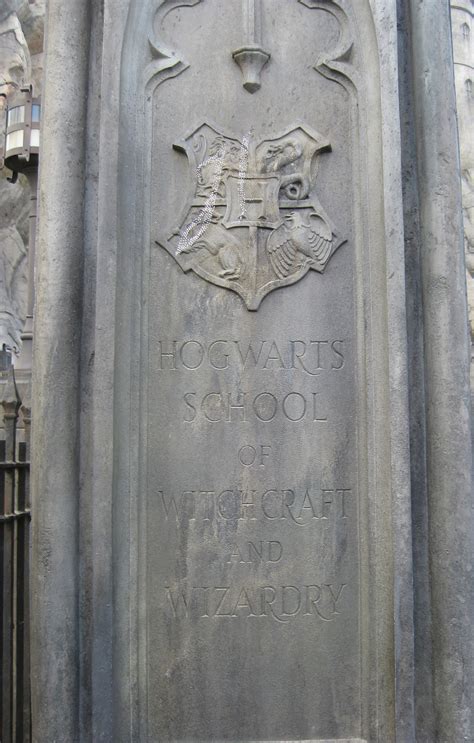 H
HOGWARTS
SCHOOL
OF
WITCHCRAFT
AND
WIZARDRY